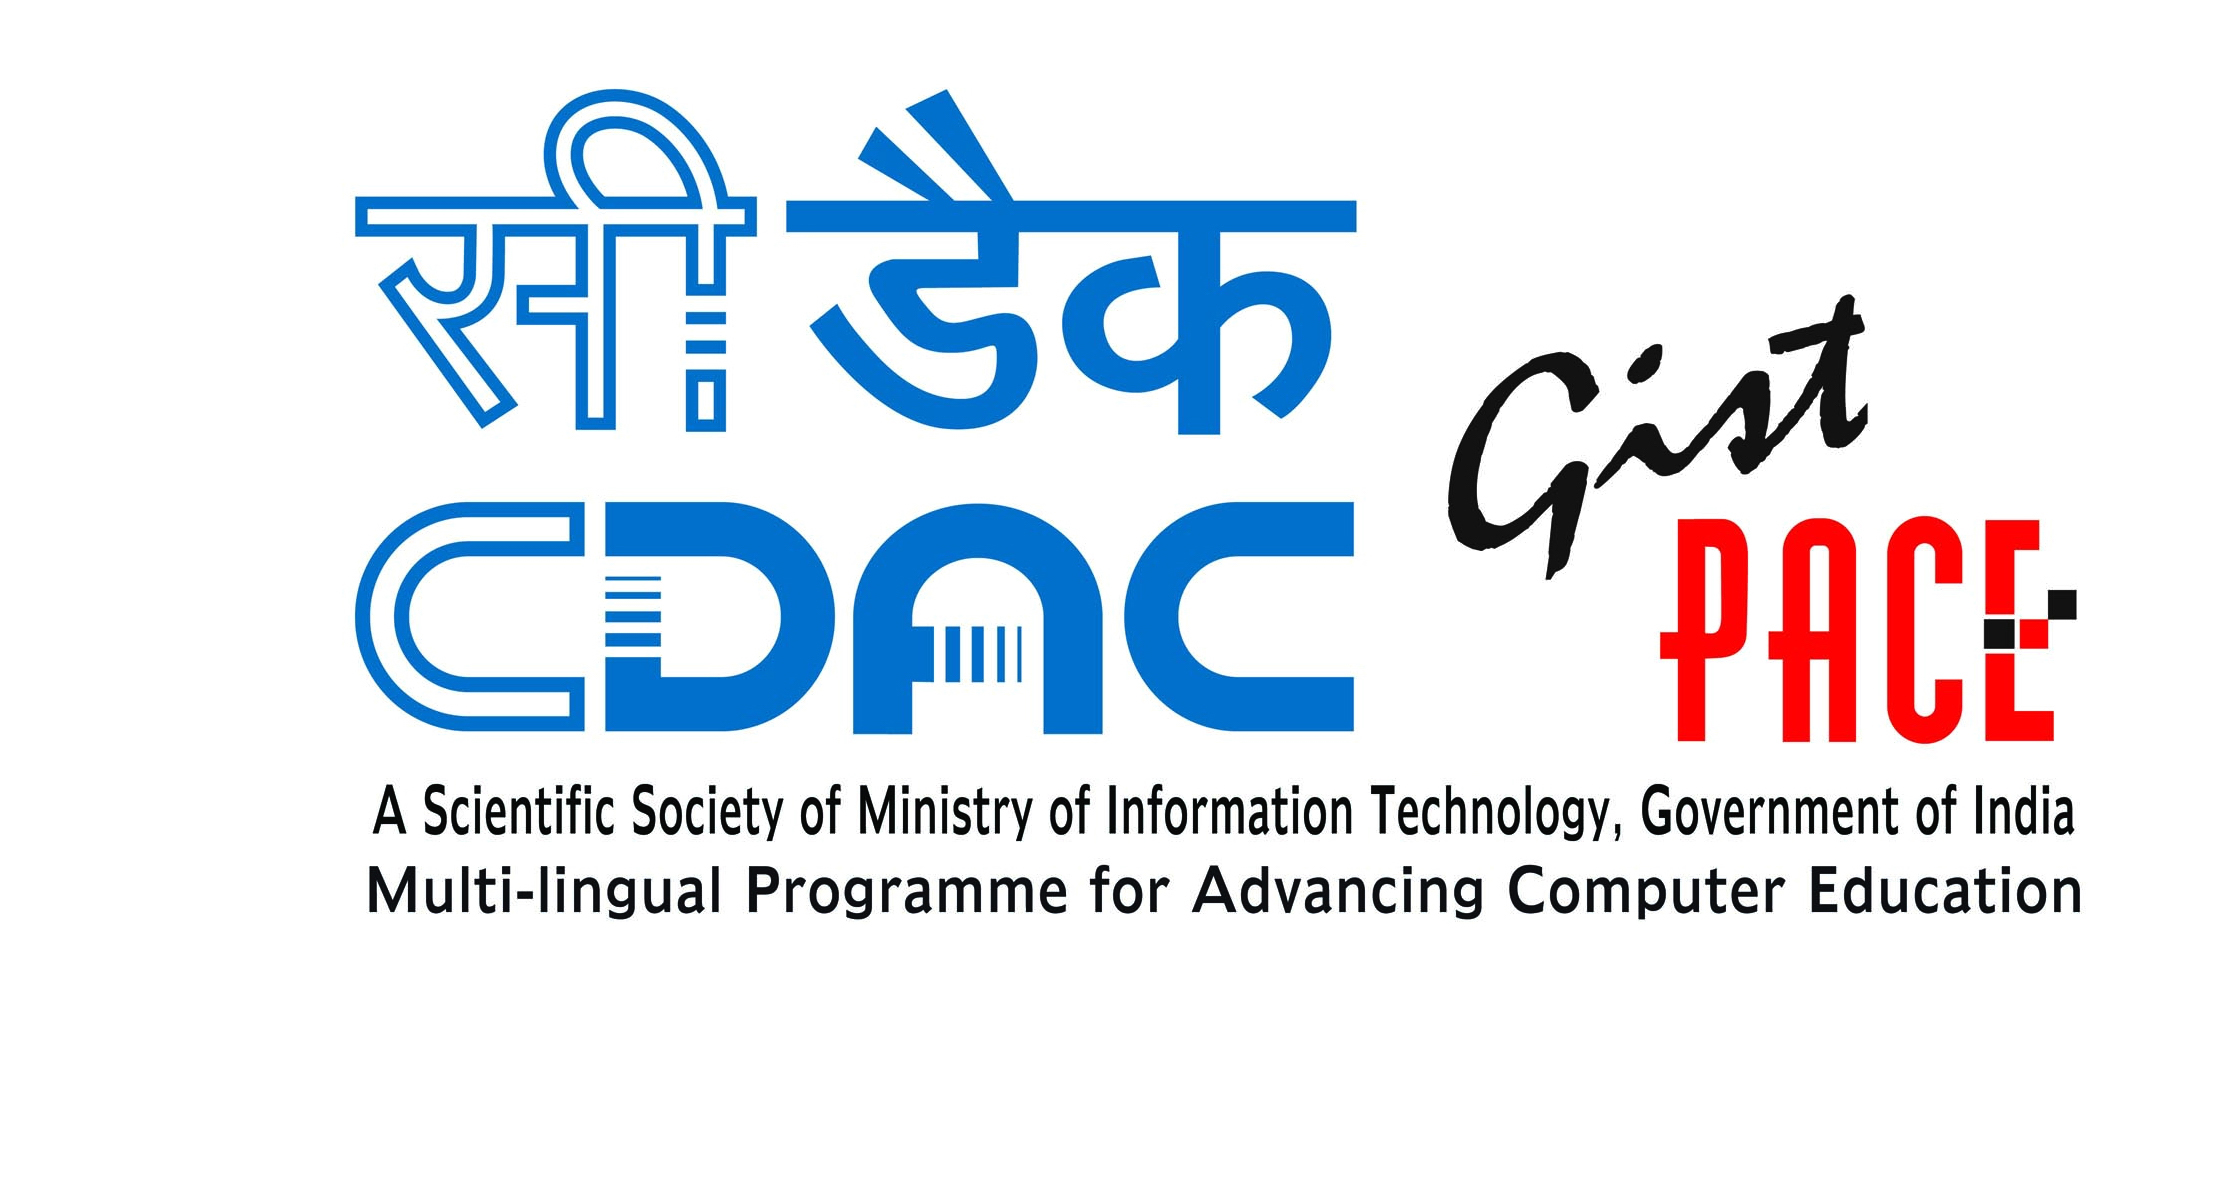 सी डैक
CDAC
Gist
PACE
A Scientific Society of Ministry of Information Technology, Government of India
Multi-lingual Programme for Advancing Computer Education